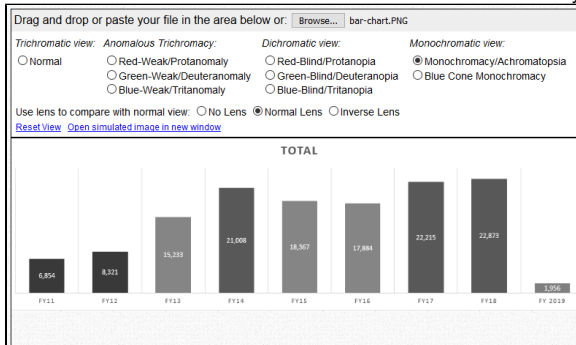 Drag and drop or paste your file in the area below or: Browse... bar-chart.PNG
Trichromatic view: Anomalous Trichromacy: Dichromatic view: Monochromatic view:
Normal Red-Weak/Protanomaly Red-Blind/Protanopia Monochromacy/Achromatopsia
Green-Weak/Deuteranomaly Green-Blind/Deuteranopia Blue Cone Monochromacy
Blue-Weak/Tritanomaly Blue-Blind/Tritanopia
Use lens to compare with normal view: No Lens Normal Lens Inverse Lens
Reset View Open simulated image in new window
TOTAL
6,854 8,321 15,233 21,008 18,367 17,884 22,215 22,873 1,956
FY11 FY12 FY13 FY14 FY15 FY16 FY17 FY18 FY 2019